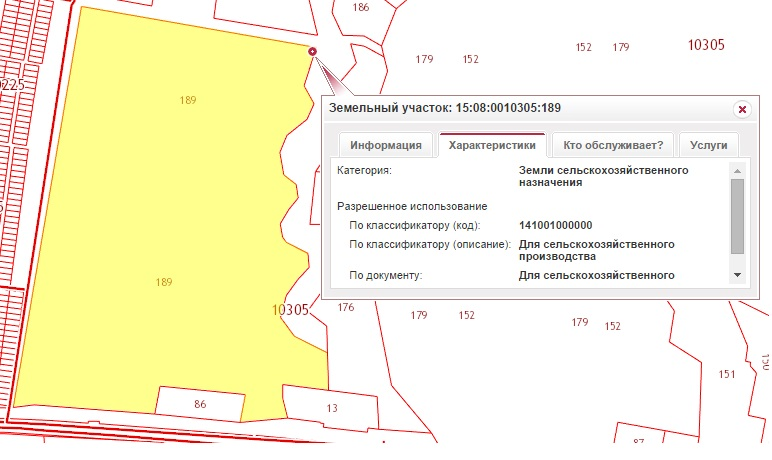 186
179 152
152 179 10305
0225
189
Земельный участок: 15:08:0010305:189
Информация Характеристики Кто обслуживает? Услуги
Категория: Земли сельскохозяйственного
назначения
Разрешенное использование
По классификатору (код): 141001000000
По классификатору (описание): Для сельскохозяйственного
производства
По документу: Для сельскохозяйственного
189
10305
176
179 152
179 152
151
150
86
13
87